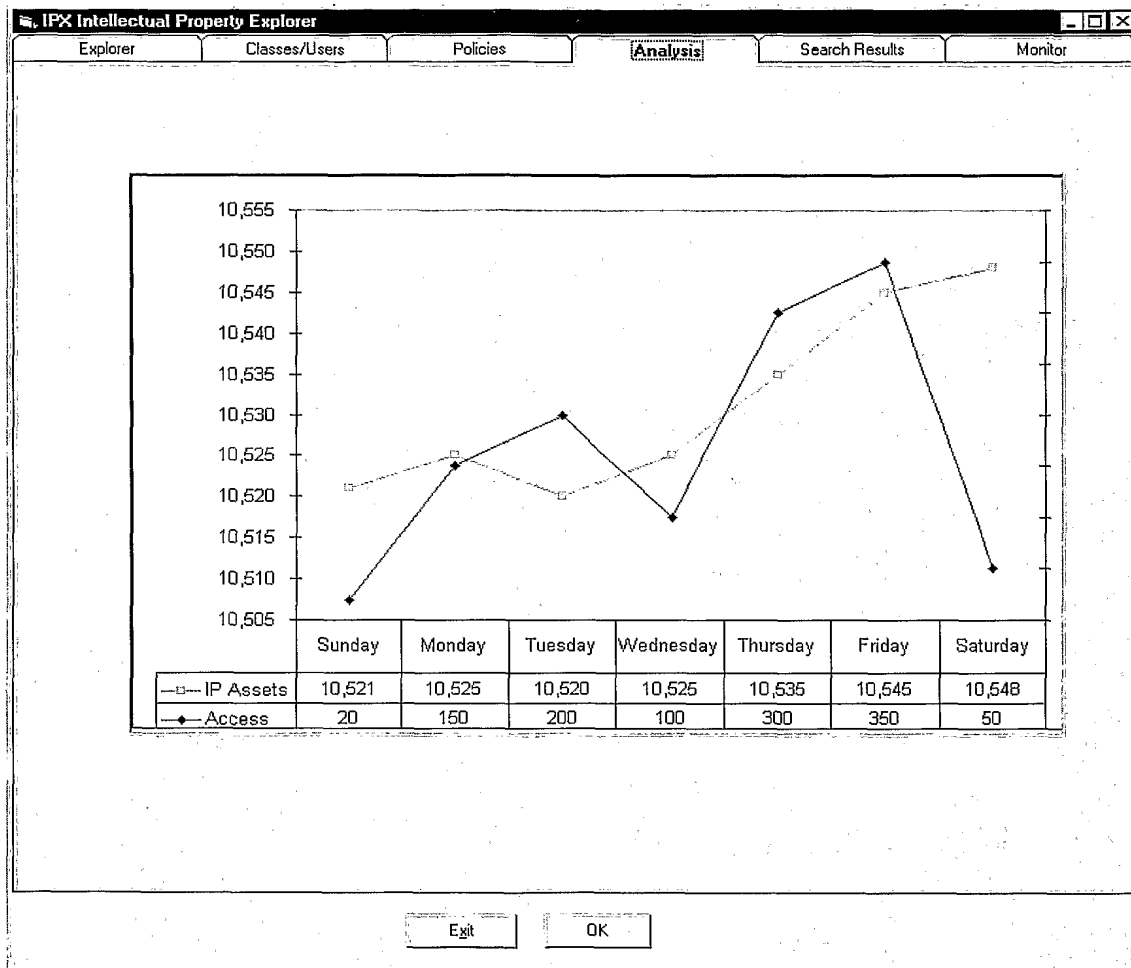 IPX Intellectual Property Explorer
Explorer Classes/Users Policies Analysis Search Results Monitor
10,555
10,550
10,545
10,540
10,535
10,530
10,525
10,520
10,515
10,510
10,505
Sunday Monday Tuesday Wednesday Thursday Friday Saturday
IP Assets 10,521 10,525 10,520 10,525 10,535 10,545 10,548
Access 20 150 200 100 300 350 50
Exit OK